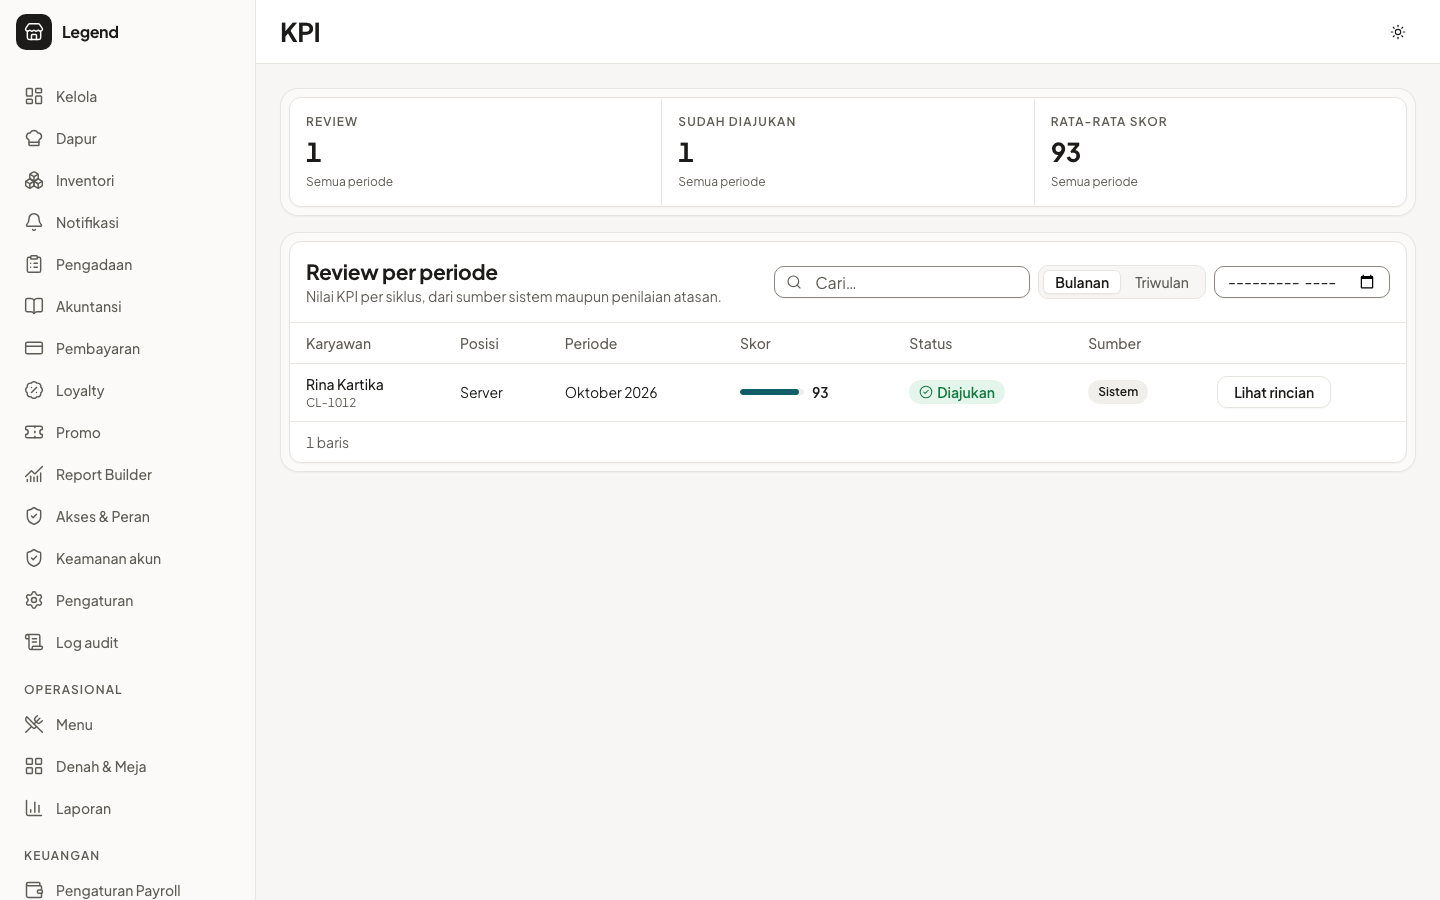 Legend
KPI
Kelola
Dapur
Inventori
Notifikasi
Pengadaan
Akuntansi
Pembayaran
Loyalty
Promo
Report Builder
Akses & Peran
Keamanan akun
Pengaturan
Log audit
OPERASIONAL
Menu
Denah & Meja
Laporan
KEUANGAN
Pengaturan Payroll
REVIEW
1
Semua periode
SUDAH DIAJUKAN
1
Semua periode
RATA-RATA SKOR
93
Semua periode
Review per periode
Nilai KPI per siklus, dari sumber sistem maupun penilaian atasan.
Cari...
Bulanan Triwulan
--------- ----
Karyawan Posisi Periode Skor Status Sumber
Rina Kartika
CL-1012
Server Oktober 2026 93 Diajukan Sistem Lihat rincian
1 baris